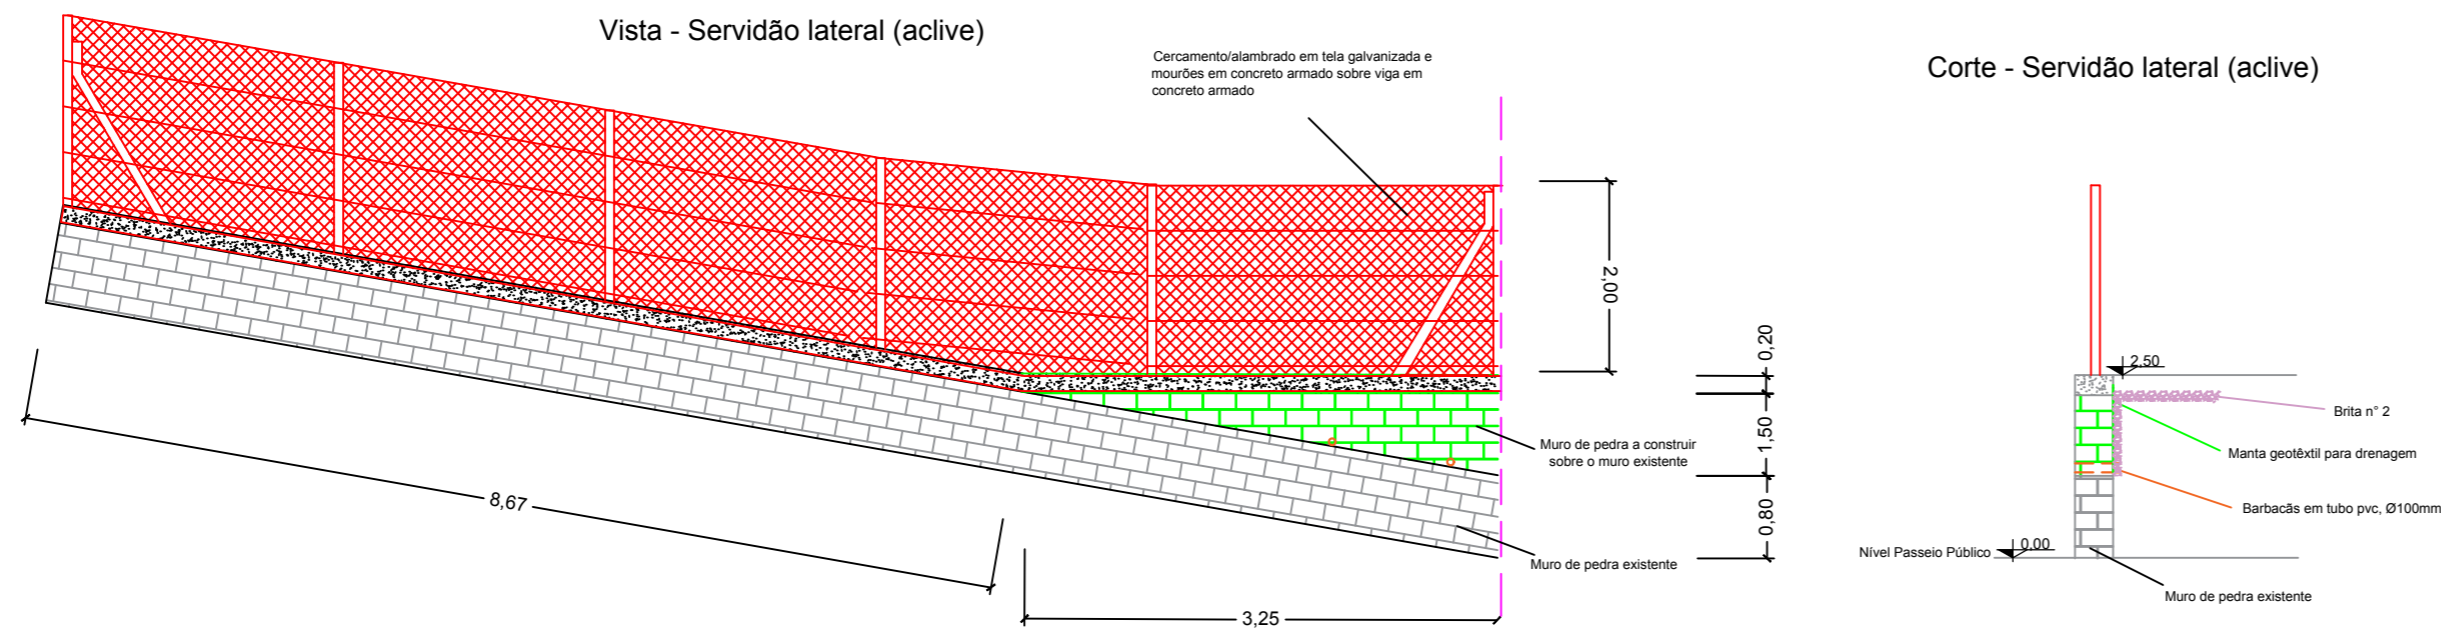 Vista - Servidão lateral (aclive)
Cercamento/alambrado em tela galvanizada e
mourões em concreto armado sobre viga em
concreto armado
2,00
0,20
1,50
0,80
Muro de pedra a construir
sobre o muro existente
Muro de pedra existente
8,67
3,25
Corte - Servidão lateral (aclive)
2,50
Brita n° 2
Manta geotêxtil para drenagem
Barbacãs em tubo pvc, Ø100mm
Nível Passeio Público
0,00
Muro de pedra existente